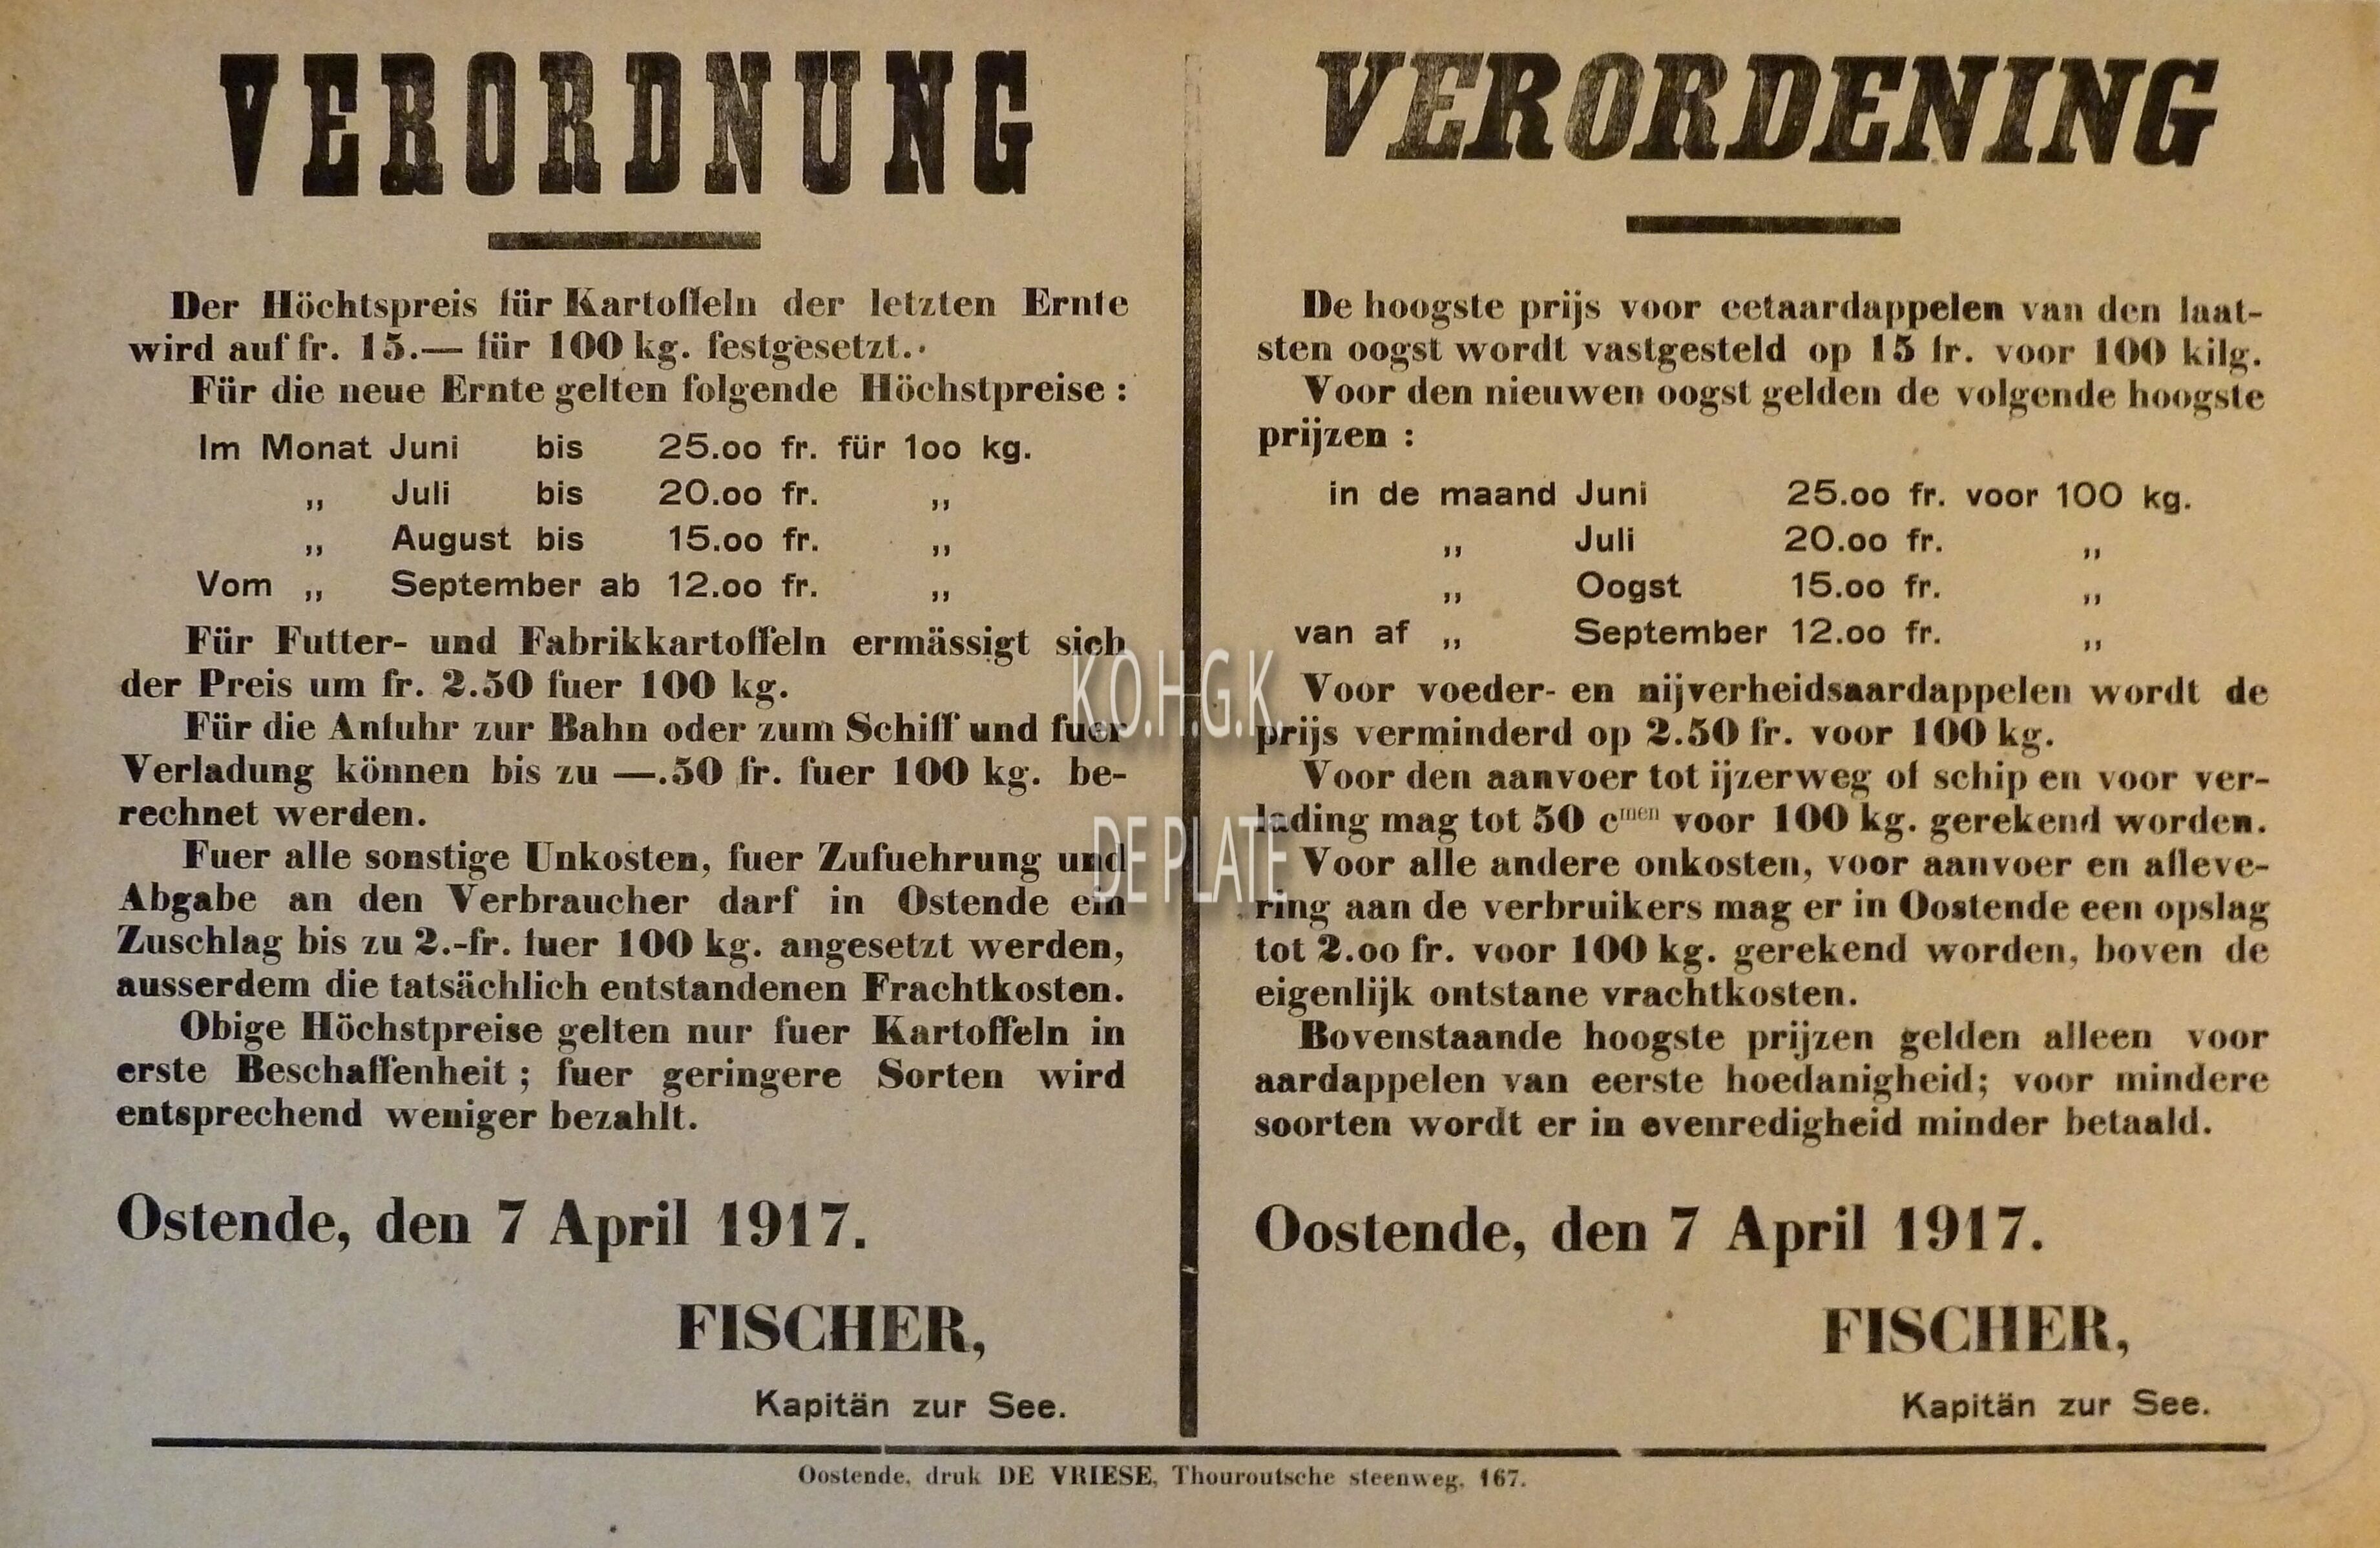 VERORDNUNG
Der Höchtspreis für Kartoffeln der letzten Ernte
wird auf fr. 15.— für 100 kg. festgesetzt.
Für die neue Ernte gelten folgende Höchstpreise :
Im Monat Juni bis 25.00 fr. für 100 kg.
„ Juli bis 20.00 fr. „
„ August bis 15.00 fr. „
Vom „ September ab 12.00 fr. „
Für Futter- und Fabrikkartoffeln ermässigt sich
der Preis um fr. 2.50 fuer 100 kg.
Für die Anfuhr zur Bahn oder zum Schiff und fuer
Verladung können bis zu —.50 fr. fuer 100 kg. be-
rechnet werden.
Fuer alle sonstige Unkosten, fuer Zufuehrung und
Abgabe an den Verbraucher darf in Ostende ein
Zuschlag bis zu 2.-fr. fuer 100 kg. angesetzt werden,
ausserdem die tatsächlich entstandenen Frachtkosten.
Obige Höchstpreise gelten nur fuer Kartoffeln in
erste Beschaffenheit ; fuer geringere Sorten wird
entsprechend weniger bezahlt.
Ostende, den 7 April 1917.
FISCHER,
Kapitän zur See.
VERORDENING
De hoogste prijs voor eetaardappelen van den laat-
sten oogst wordt vastgesteld op 15 fr. voor 100 kilg.
Voor den nieuwen oogst gelden de volgende hoogste
prijzen :
in de maand Juni 25.00 fr. voor 100 kg.
„ Juli 20.00 fr. „
„ Oogst 15.00 fr. „
van af „ September 12.00 fr. „
Voor voeder- en nijverheidsaardappelen wordt de
prijs verminderd op 2.50 fr. voor 100 kg.
Voor den aanvoer tot ijzerweg of schip en voor ver-
lading mag tot 50 cmen voor 100 kg. gerekend worden.
Voor alle andere onkosten, voor aanvoer en afleve-
ring aan de verbruikers mag er in Oostende een opslag
tot 2.00 fr. voor 100 kg. gerekend worden, boven de
eigenlijk ontstane vrachtkosten.
Bovenstaande hoogste prijzen gelden alleen voor
aardappelen van eerste hoedanigheid; voor mindere
soorten wordt er in evenredigheid minder betaald.
Oostende, den 7 April 1917.
FISCHER,
Kapitän zur See.
Oostende, druk DE VRIESE, Thouroutsche steenweg, 167.
KO.H.G.K.
DE PLATE